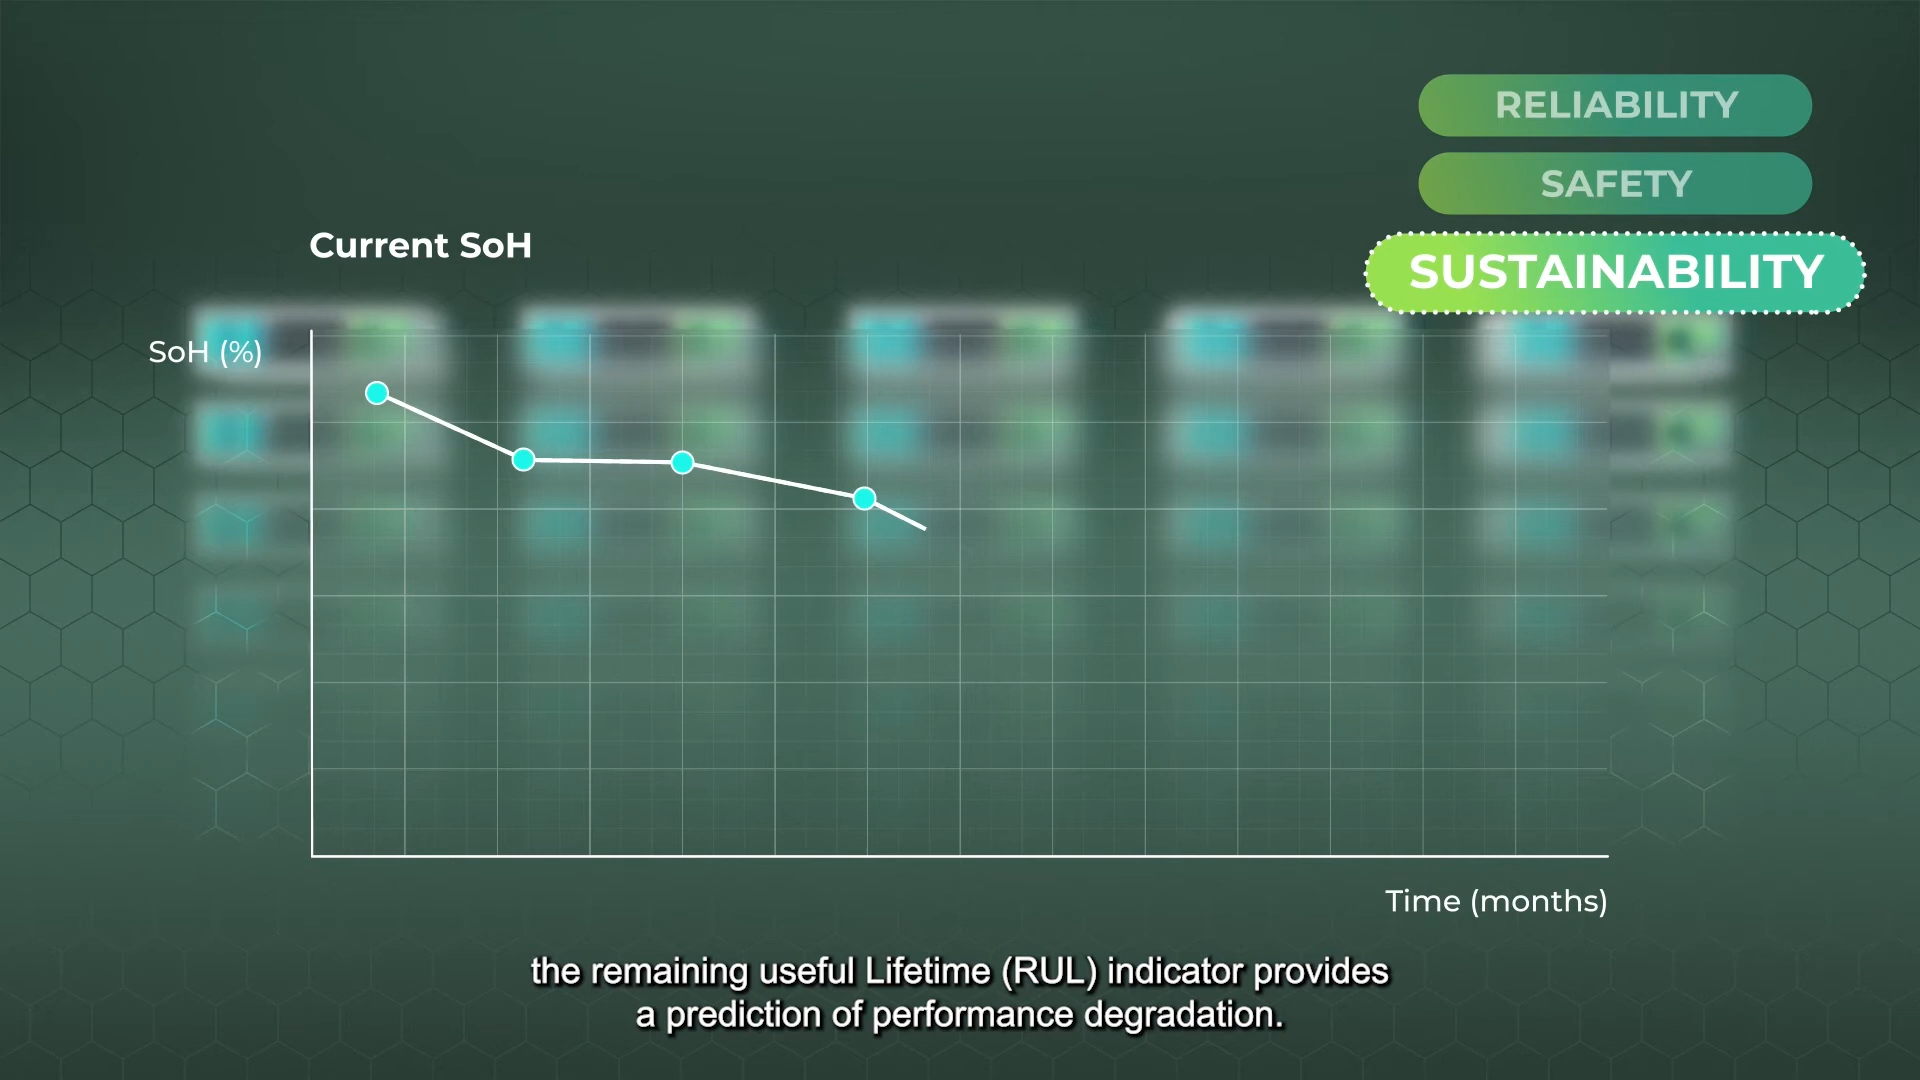 RELIABILITY
SAFETY
SUSTAINABILITY
Current SoH
SoH (%)
Time (months)
the remaining useful Lifetime (RUL) indicator provides
a prediction of performance degradation.